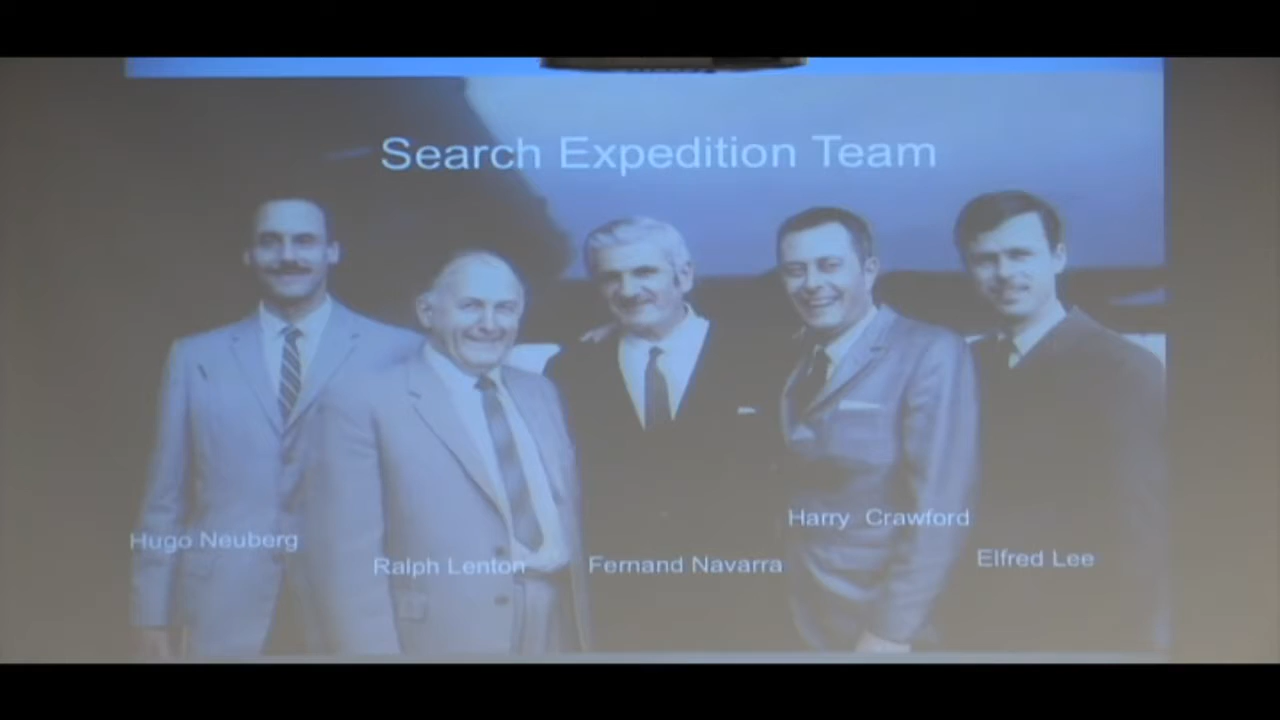 Search Expedition Team
Hugo Neuberg
Ralph Lenton
Fernand Navarra
Harry Crawford
Elfred Lee